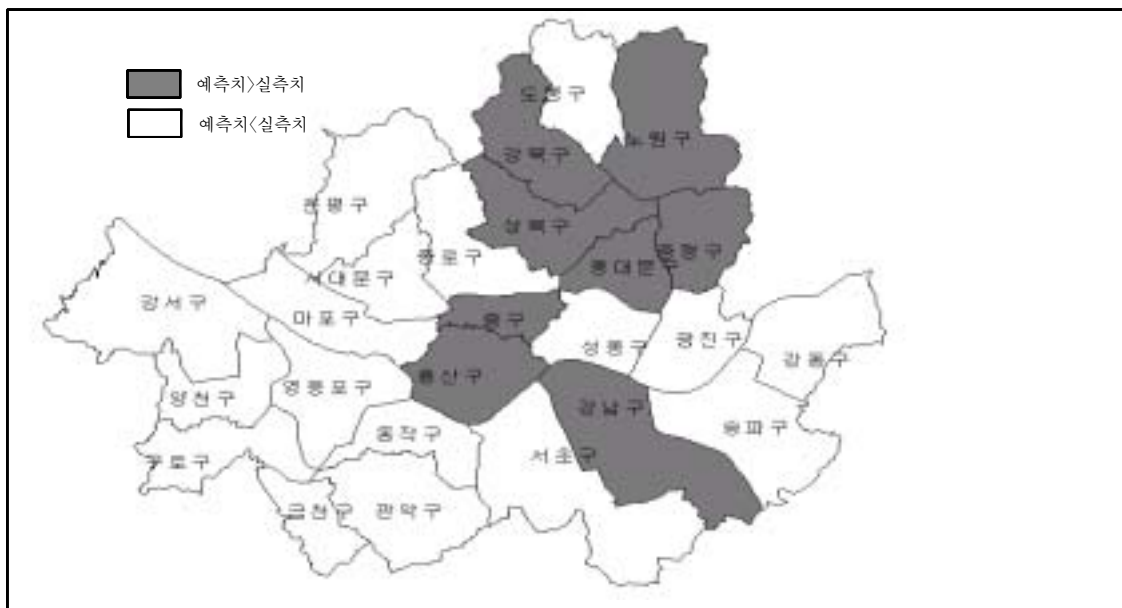 예측치>실측치
예측치<실측치
도봉구
노원구
강북구
은평구
성북구
중랑구
동대문구
종로구
서대문구
강서구
마포구
중구
성동구
광진구
강동구
용산구
영등포구
양천구
강남구
송파구
동작구
서초구
구로구
금천구
관악구